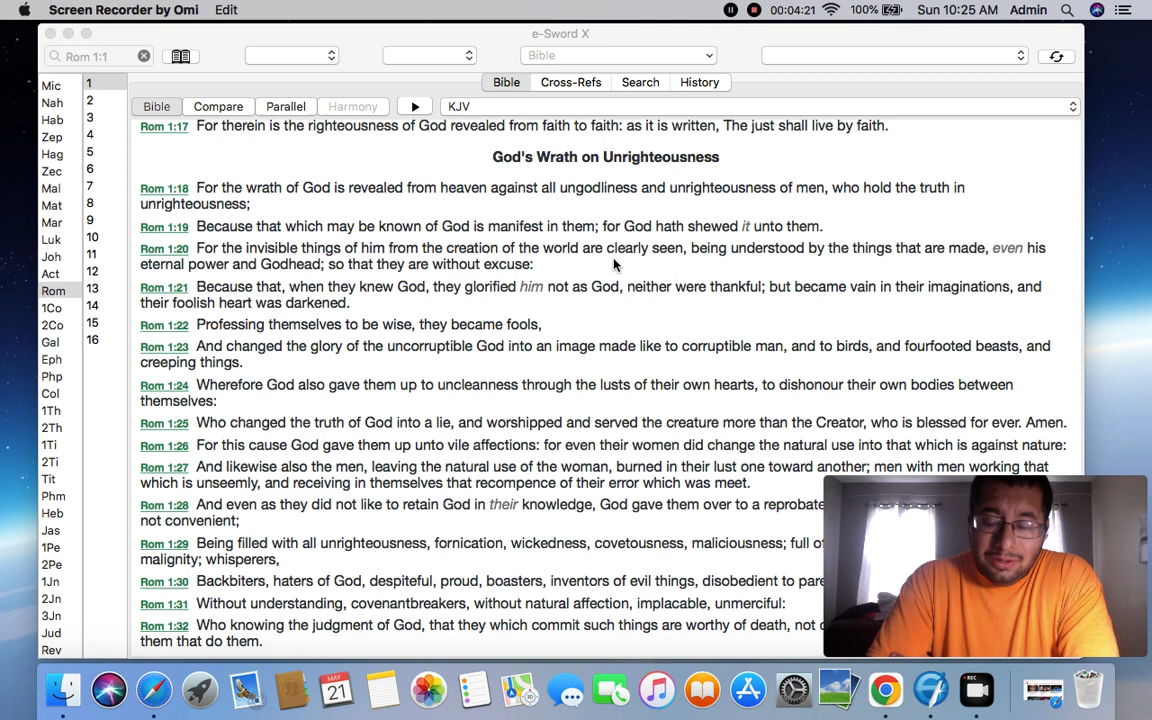 Screen Recorder by Omi Edit 00:04:21 100% Sun 10:25 AM Admin
e-Sword X
Rom 1:1 Bible
Bible Cross-Refs Search History
Bible Compare Parallel Harmony KJV
Mic
Nah
Hab
Zep
Hag
Zec
Mal
Mat
Mar
Luk
Joh
Act
Rom
1Co
2Co
Gal
Eph
Php
Col
1Th
2Th
1Ti
2Ti
Tit
Phm
Heb
Jas
1Pe
2Pe
1Jn
2Jn
3Jn
Jud
Rev
1
2
3
4
5
6
7
8
9
10
11
12
13
14
15
16
Rom 1:17 For therein is the righteousness of God revealed from faith to faith: as it is written, The just shall live by faith.
God's Wrath on Unrighteousness
Rom 1:18 For the wrath of God is revealed from heaven against all ungodliness and unrighteousness of men, who hold the truth in
unrighteousness;
Rom 1:19 Because that which may be known of God is manifest in them; for God hath shewed it unto them.
Rom 1:20 For the invisible things of him from the creation of the world are clearly seen, being understood by the things that are made, even his
eternal power and Godhead; so that they are without excuse:
Rom 1:21 Because that, when they knew God, they glorified him not as God, neither were thankful; but became vain in their imaginations, and
their foolish heart was darkened.
Rom 1:22 Professing themselves to be wise, they became fools,
Rom 1:23 And changed the glory of the uncorruptible God into an image made like to corruptible man, and to birds, and fourfooted beasts, and
creeping things.
Rom 1:24 Wherefore God also gave them up to uncleanness through the lusts of their own hearts, to dishonour their own bodies between
themselves:
Rom 1:25 Who changed the truth of God into a lie, and worshipped and served the creature more than the Creator, who is blessed for ever. Amen.
Rom 1:26 For this cause God gave them up unto vile affections: for even their women did change the natural use into that which is against nature:
Rom 1:27 And likewise also the men, leaving the natural use of the woman, burned in their lust one toward another; men with men working that
which is unseemly, and receiving in themselves that recompence of their error which was meet.
Rom 1:28 And even as they did not like to retain God in their knowledge, God gave them over to a reprobate
not convenient;
Rom 1:29 Being filled with all unrighteousness, fornication, wickedness, covetousness, maliciousness; full of
malignity; whisperers,
Rom 1:30 Backbiters, haters of God, despiteful, proud, boasters, inventors of evil things, disobedient to pare
Rom 1:31 Without understanding, covenantbreakers, without natural affection, implacable, unmerciful:
Rom 1:32 Who knowing the judgment of God, that they which commit such things are worthy of death, not
them that do them.
MAY
21
REC